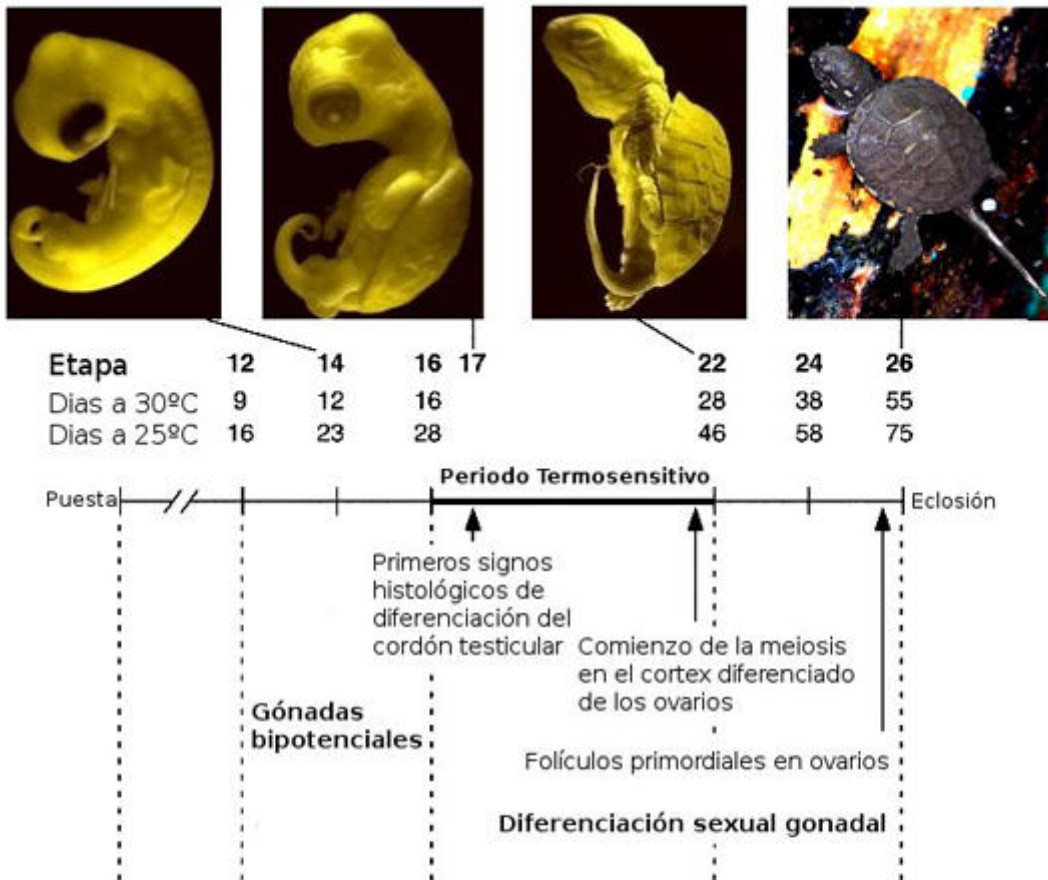 Etapa 12 14 16 17 22 24 26
Dias a 30ºC 9 12 16 28 38 55
Dias a 25ºC 16 23 28 46 58 75
Periodo Termosensitivo
Puesta Eclosión
Primeros signos
histológicos de
diferenciación del
cordón testicular
Comienzo de la meiosis
en el cortex diferenciado
de los ovarios
Gónadas
bipotenciales
Folículos primordiales en ovarios
Diferenciación sexual gonadal